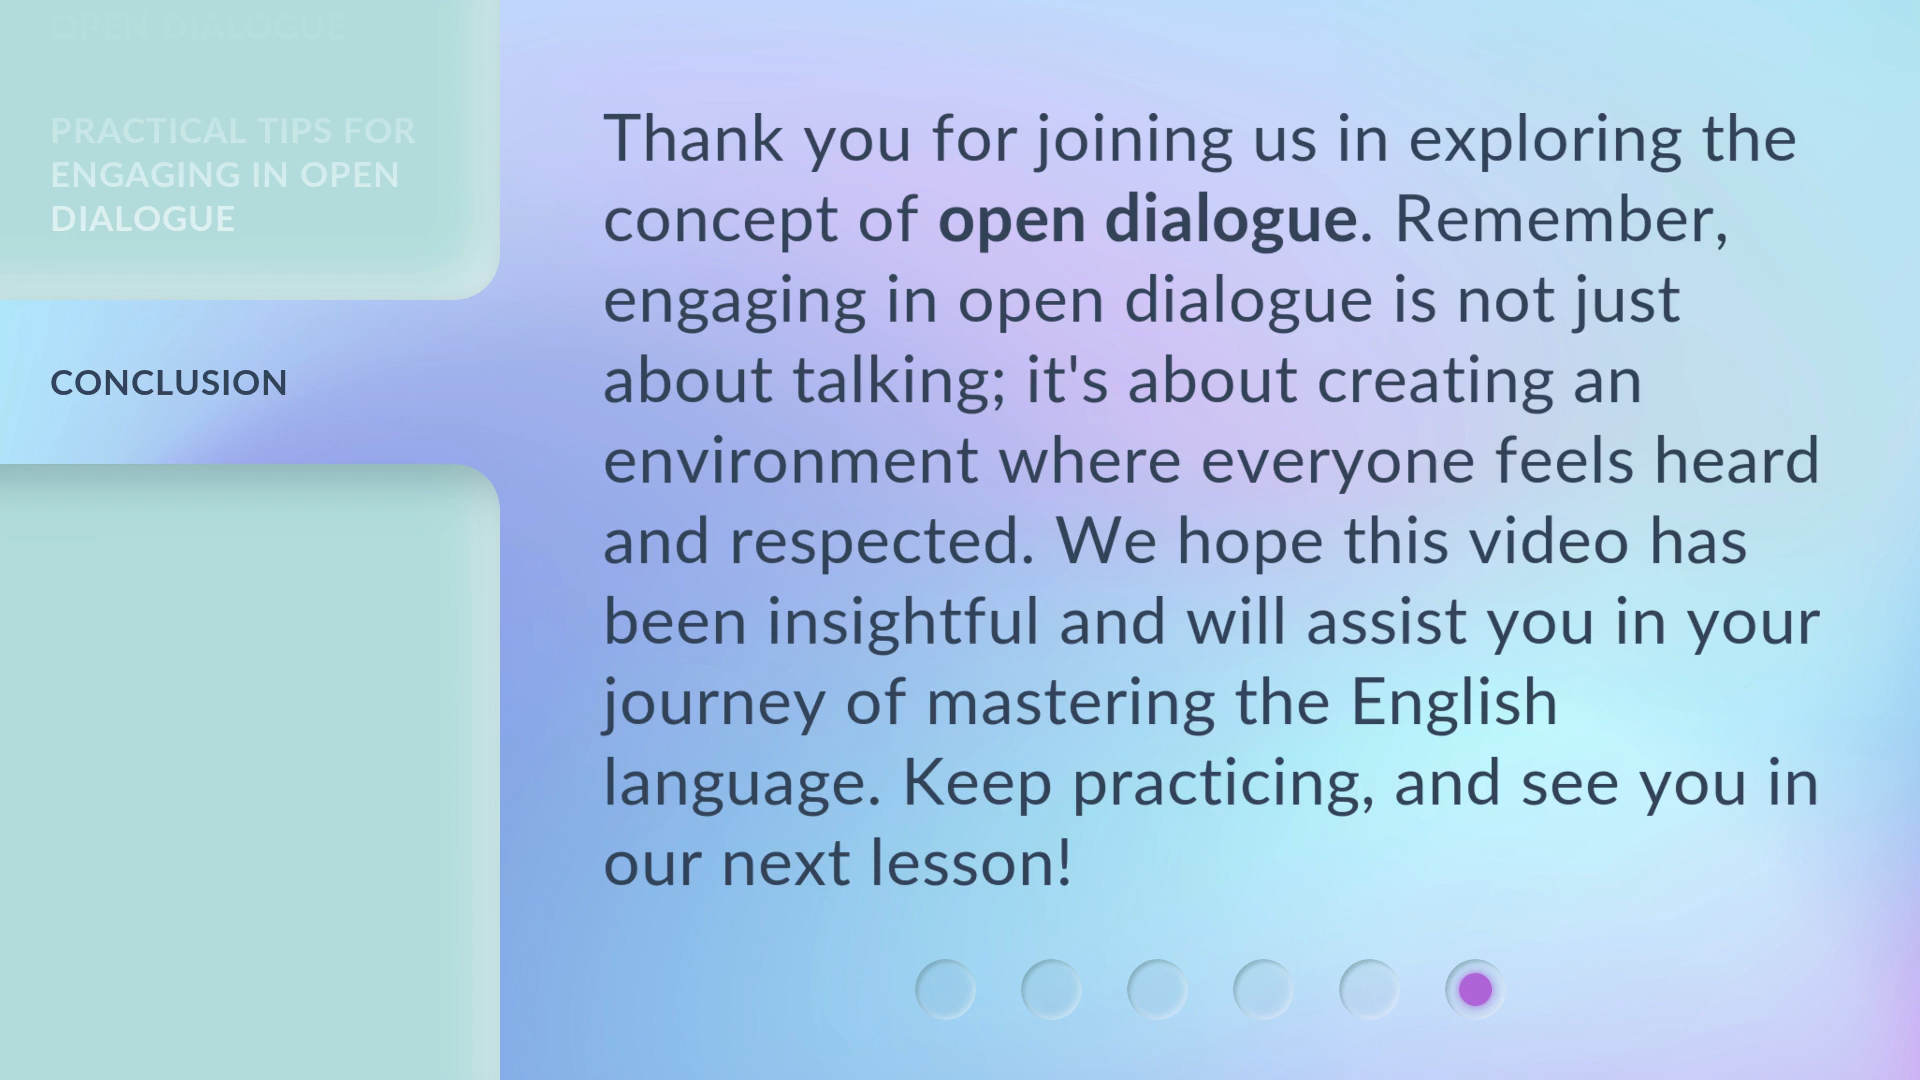 OPEN DIALOGUE
PRACTICAL TIPS FOR
ENGAGING IN OPEN
DIALOGUE
CONCLUSION
Thank you for joining us in exploring the
concept of open dialogue. Remember,
engaging in open dialogue is not just
about talking; it's about creating an
environment where everyone feels heard
and respected. We hope this video has
been insightful and will assist you in your
journey of mastering the English
language. Keep practicing, and see you in
our next lesson!